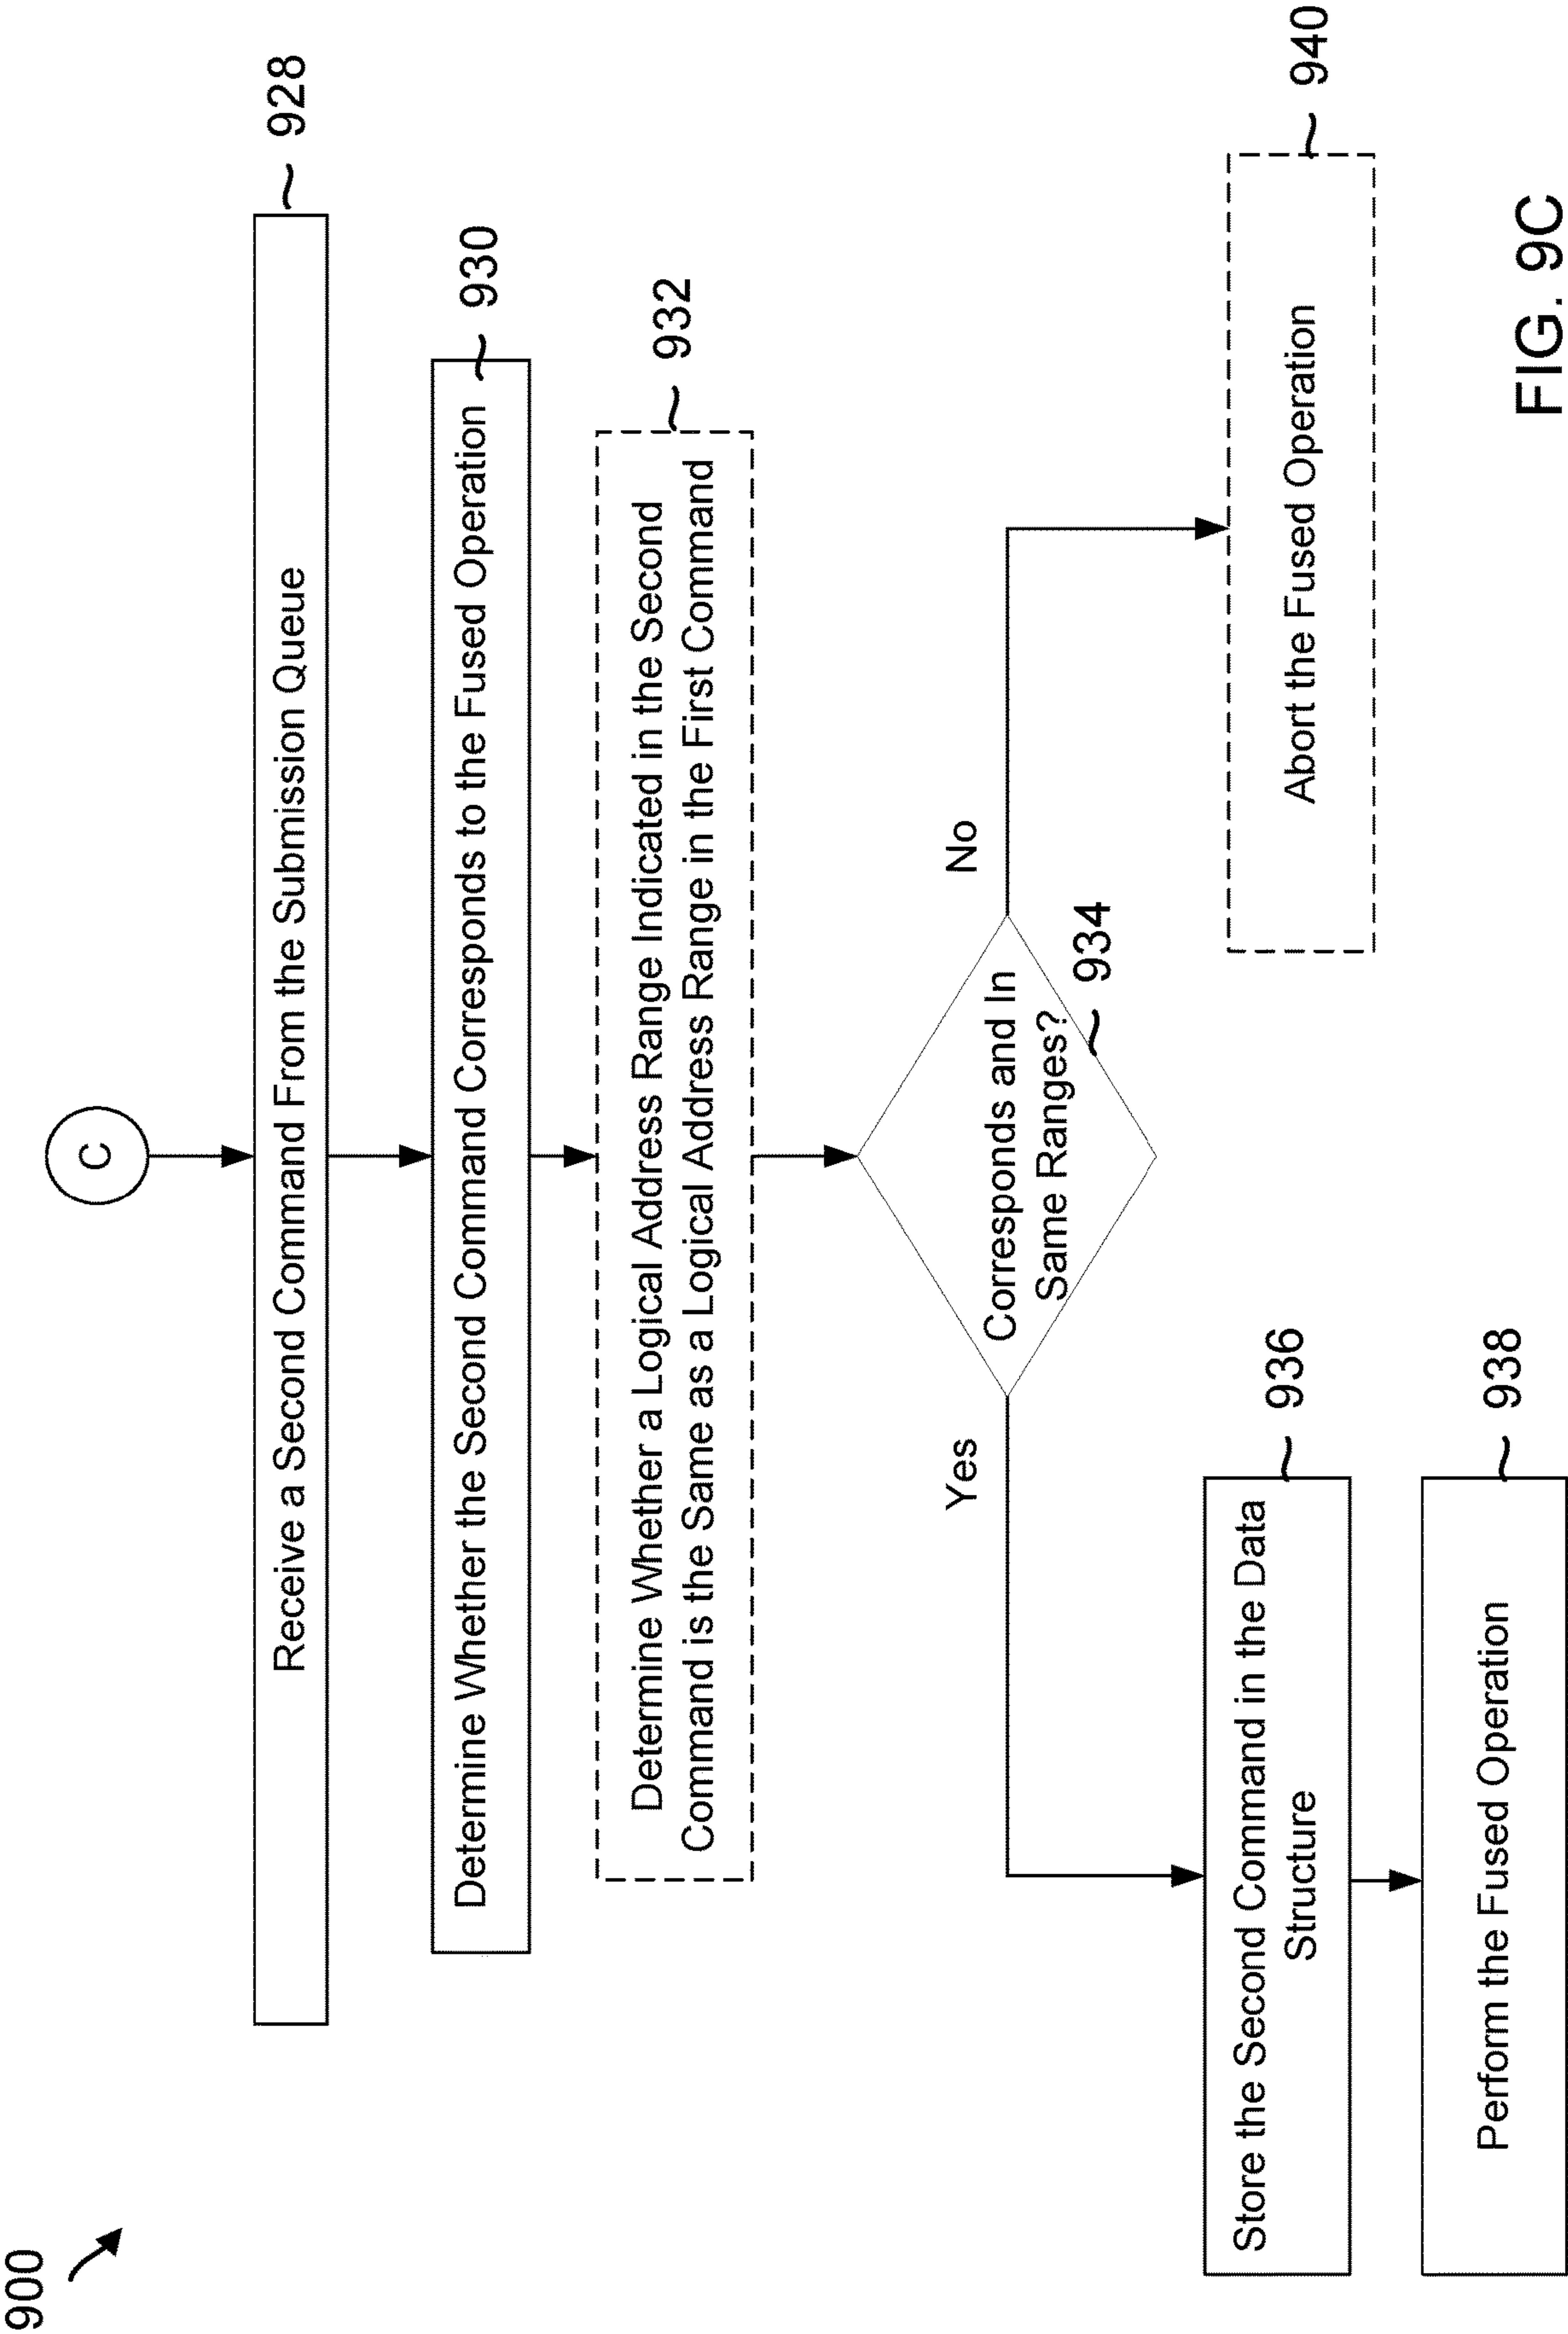 900
C
Receive a Second Command From the Submission Queue
~ 928
Determine Whether the Second Command Corresponds to the Fused Operation
~ 930
Determine Whether a Logical Address Range Indicated in the Second
Command is the Same as a Logical Address Range in the First Command
~ 932
Corresponds and In
Same Ranges?
~ 934
Yes
No
Store the Second Command in the Data
Structure
~ 936
Perform the Fused Operation
~ 938
Abort the Fused Operation
~ 940
FIG. 9C